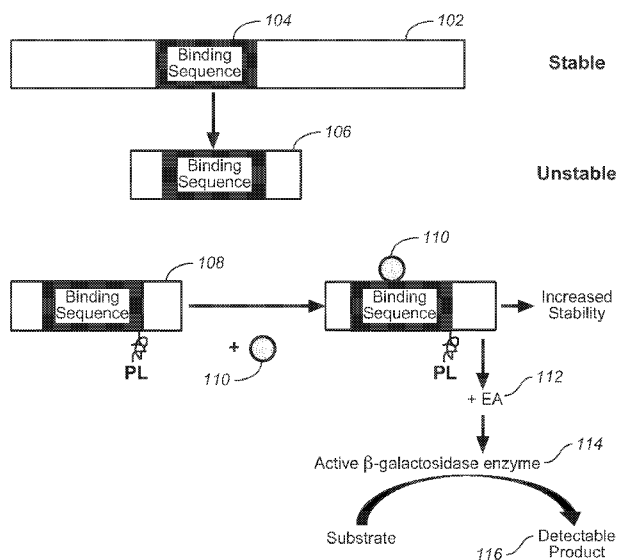 104
102
Binding
Sequence
Stable
106
Binding
Sequence
Unstable
110
108
Binding
Sequence
Binding
Sequence
Increased
Stability
+
110
PL
PL
112
+ EA
114
Active β-galactosidase enzyme
Substrate
116
Detectable
Product